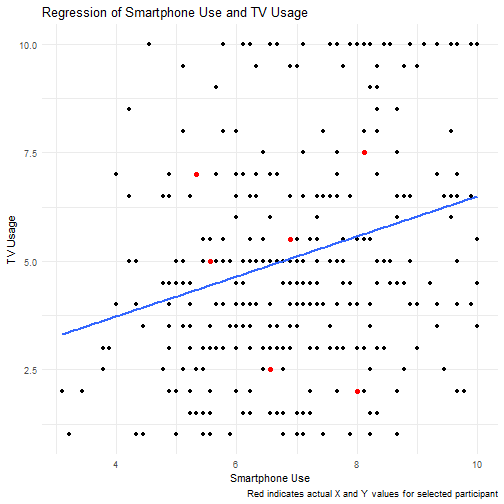 Regression of Smartphone Use and TV Usage
10.0
7.5
5.0
2.5
TV Usage
4 6 8 10
Smartphone Use
Red indicates actual X and Y values for selected participant